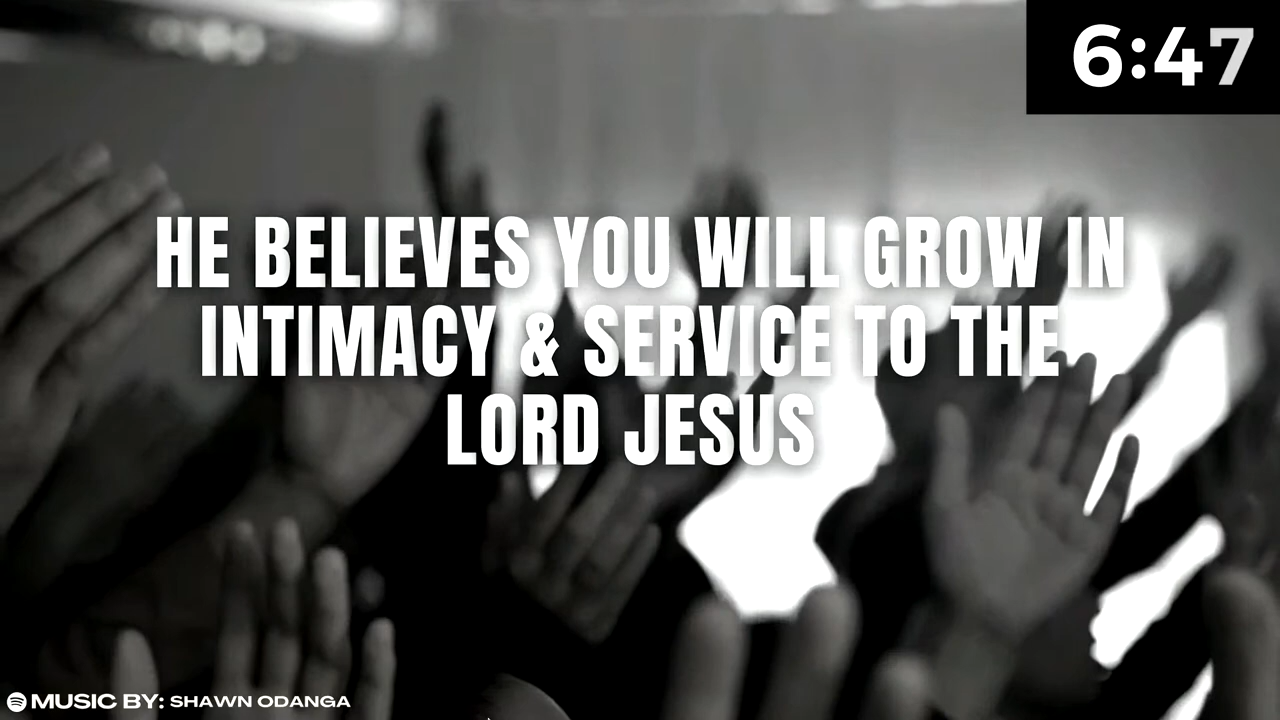 6:47
HE BELIEVES YOU WILL GROW IN
INTIMACY & SERVICE TO THE
LORD JESUS
MUSIC BY: SHAWN ODANGA